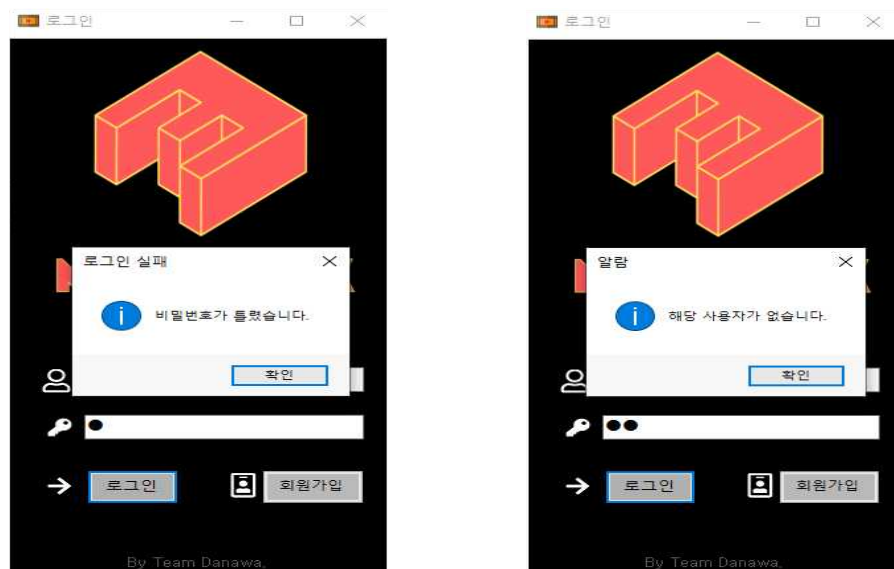 로그인
로그인 실패
비밀번호가 틀렸습니다.
확인
로그인
회원가입
By Team Danawa,
로그인
알람
해당 사용자가 없습니다.
확인
로그인
회원가입
By Team Danawa,